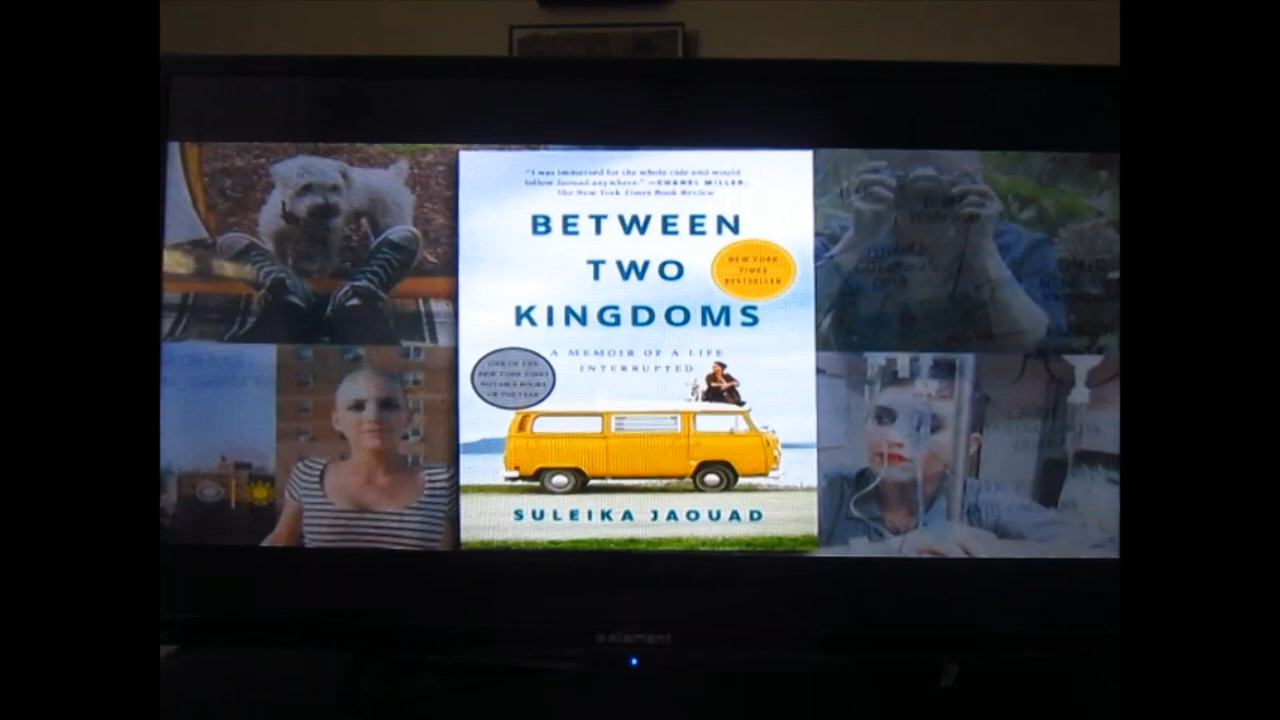 "I was immersed for the whole ride and would
follow Jaouad anywhere." —CHANEL MILLER,
The New York Times Book Review
BETWEEN
TWO
KINGDOMS
NEW YORK
TIMES
BESTSELLER
A MEMOIR OF A LIFE
INTERRUPTED
ONE OF THE
NEW YORK TIMES
NOTABLE BOOKS
OF THE YEAR
SULEIKA JAOUAD
element